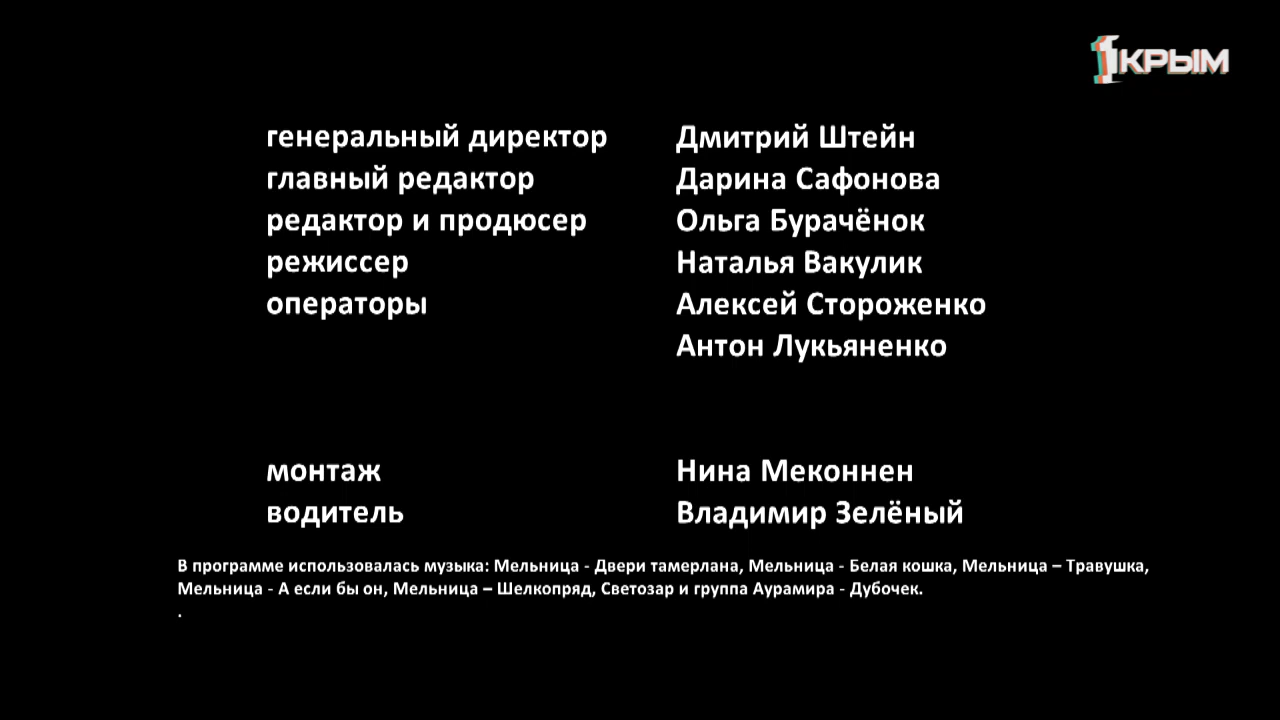 1КРЫМ
генеральный директор Дмитрий Штейн
главный редактор Дарина Сафонова
редактор и продюсер Ольга Бурачёнок
режиссер Наталья Вакулик
операторы Алексей Стороженко
Антон Лукьяненко
монтаж Нина Меконнен
водитель Владимир Зелёный
В программе использовалась музыка: Мельница - Двери тамерлана, Мельница - Белая кошка, Мельница – Травушка,
Мельница - А если бы он, Мельница – Шелкопряд, Светозар и группа Аурамира - Дубочек.
.